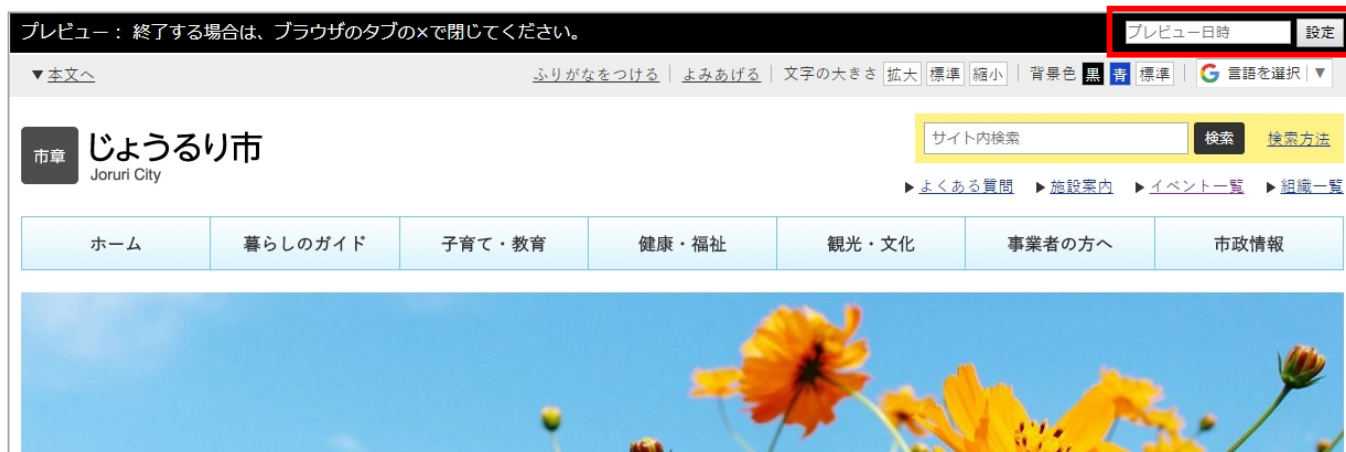 プレビュー： 終了する場合は、ブラウザのタブの×で閉じてください。 プレビュー日時 設定
▼本文へ ふりがなをつける よみあげる 文字の大きさ 拡大 標準 縮小 背景色 黒 青 標準 G 言語を選択 ▼
市章 じょうるり市
Joruri City
サイト内検索 検索 検索方法
▶よくある質問 ▶施設案内 ▶イベント一覧 ▶組織一覧
ホーム 暮らしのガイド 子育て・教育 健康・福祉 観光・文化 事業者の方へ 市政情報